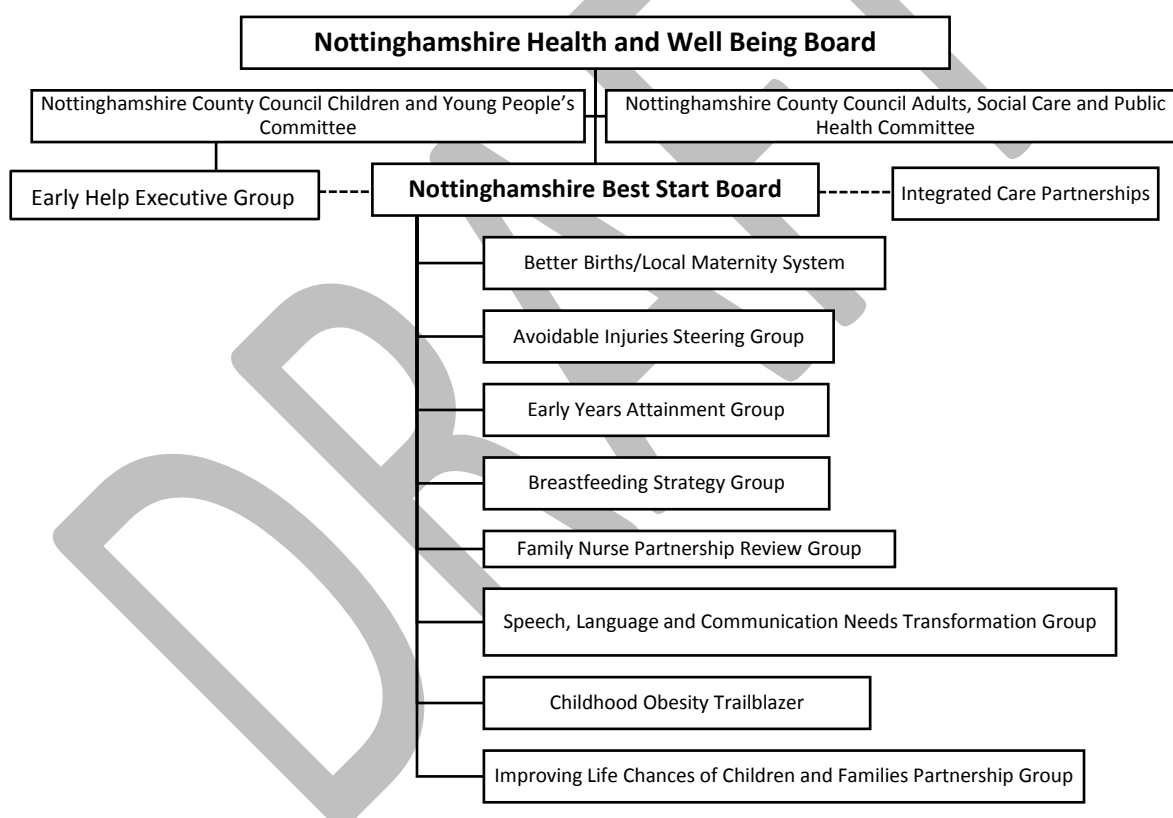 Nottinghamshire Health and Well Being Board
Nottinghamshire County Council Children and Young People's
Committee
Nottinghamshire County Council Adults, Social Care and Public
Health Committee
Early Help Executive Group
Nottinghamshire Best Start Board
Integrated Care Partnerships
Better Births/Local Maternity System
Avoidable Injuries Steering Group
Early Years Attainment Group
Breastfeeding Strategy Group
Family Nurse Partnership Review Group
Speech, Language and Communication Needs Transformation Group
Childhood Obesity Trailblazer
Improving Life Chances of Children and Families Partnership Group
DRAFT